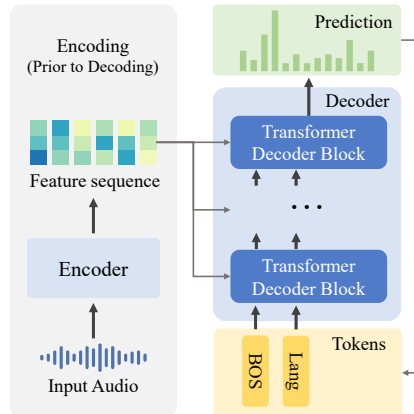 Encoding
(Prior to Decoding)
Feature sequence
Encoder
Input Audio
Prediction
Decoder
Transformer
Decoder Block
...
Transformer
Decoder Block
Tokens
BOS
Lang